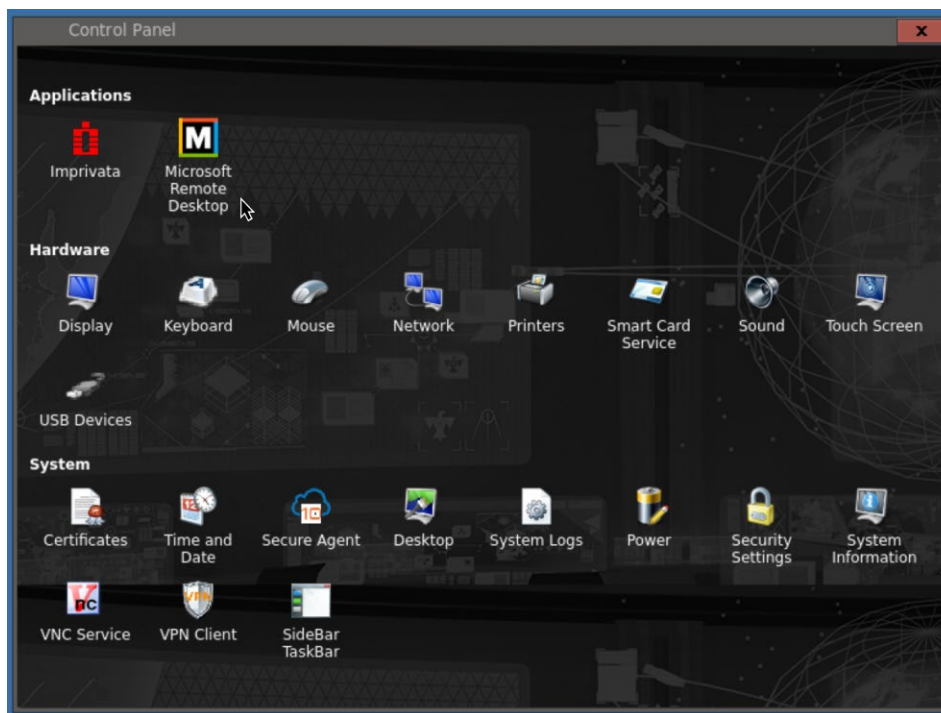 Control Panel
x
Applications
M
Imprivata
Microsoft
Remote
Desktop
Hardware
Display
Keyboard
Mouse
Network
Printers
Smart Card
Service
Sound
Touch Screen
USB Devices
System
Certificates
Time and
Date
Secure Agent
Desktop
System Logs
Power
Security
Settings
System
Information
VNC Service
VPN Client
SideBar
TaskBar